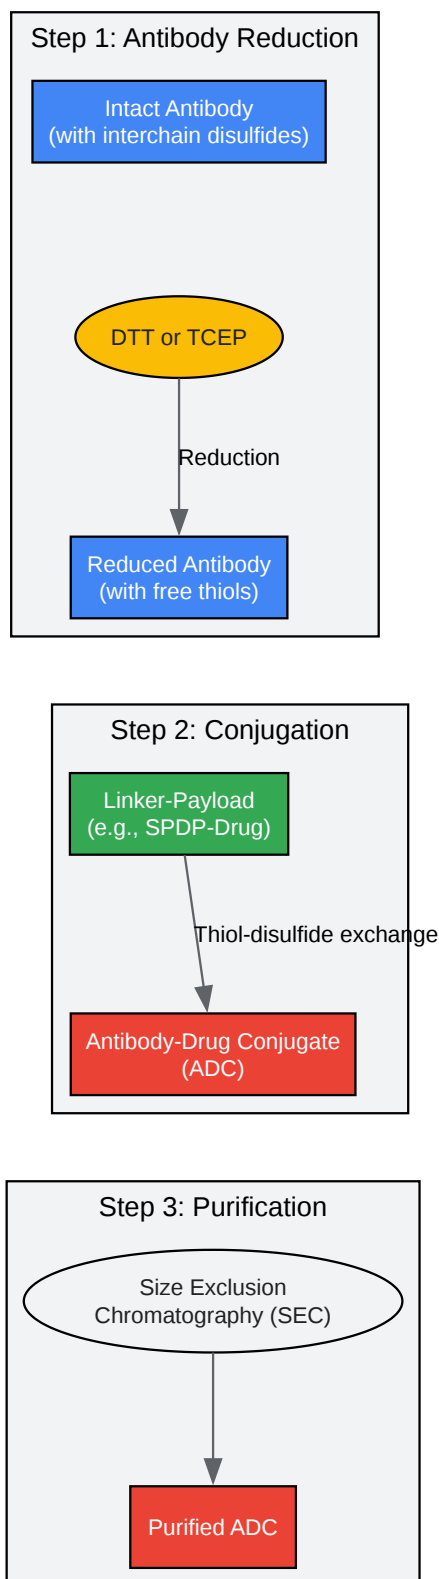 Step 1: Antibody Reduction
Intact Antibody
(with interchain disulfides)
DTT or TCEP
Reduction
Reduced Antibody
(with free thiols)
Step 2: Conjugation
Linker-Payload
(e.g., SPDP-Drug)
Thiol-disulfide exchange
Antibody-Drug Conjugate
(ADC)
Step 3: Purification
Size Exclusion
Chromatography (SEC)
Purified ADC